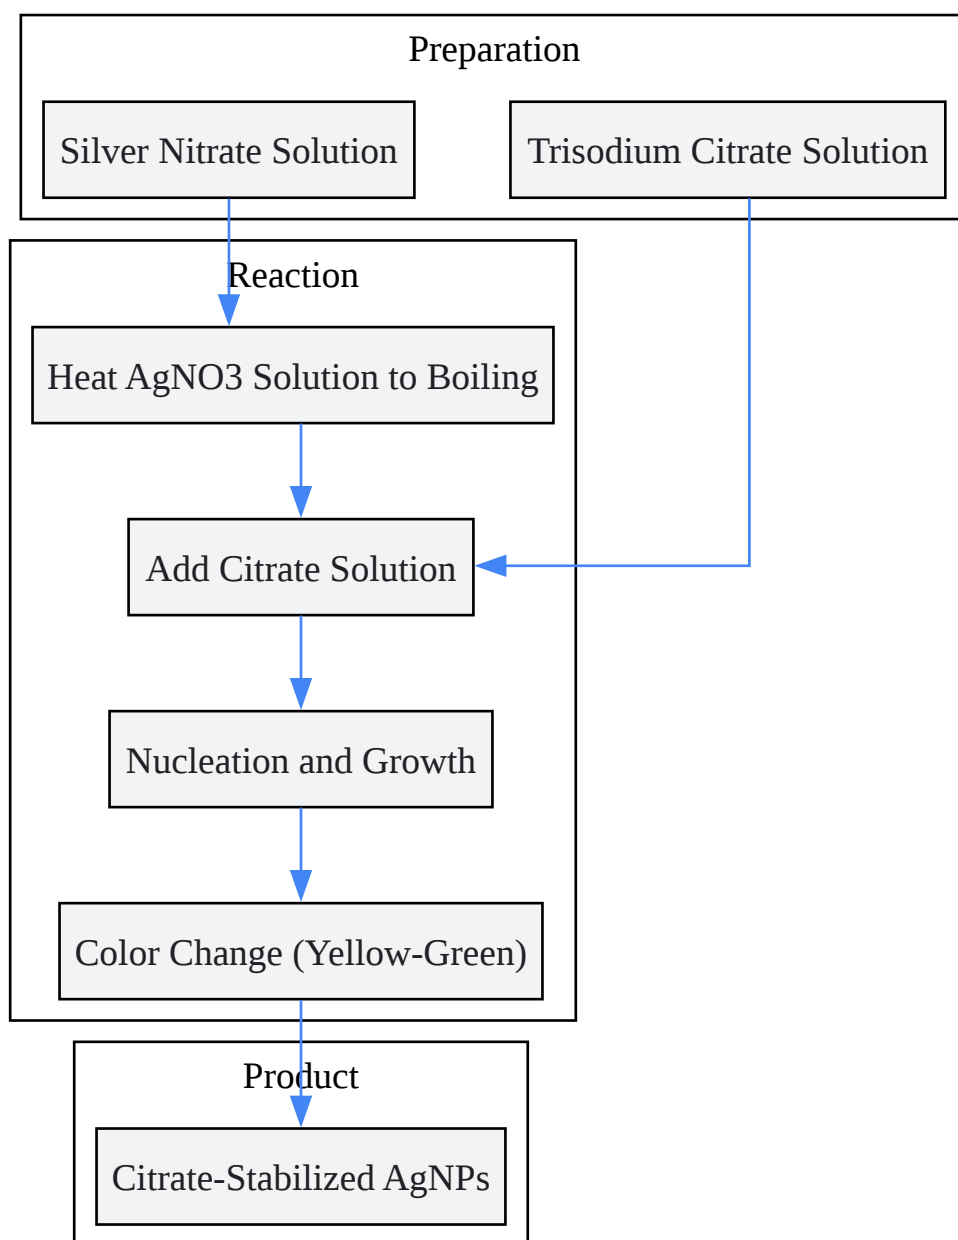 Preparation
Silver Nitrate Solution
Trisodium Citrate Solution
Reaction
Heat AgNO3 Solution to Boiling
Add Citrate Solution
Nucleation and Growth
Color Change (Yellow-Green)
Product
Citrate-Stabilized AgNPs